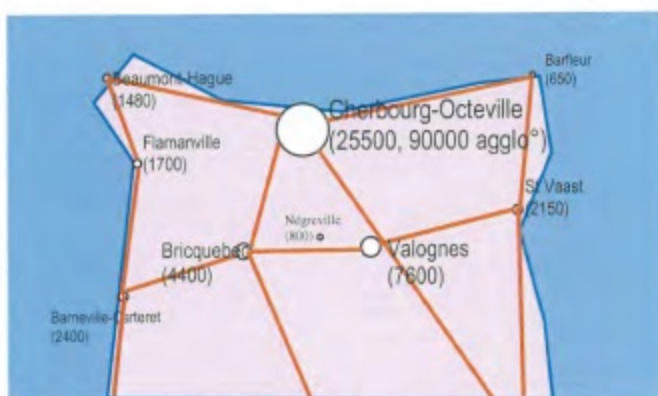 Barfleur
(650)
Beaumont-Hague
(1480)
Cherbourg-Octeville
(25500, 90000 agglo°)
Flamanville
(1700)
St Vaast
(2150)
Négreville
(800)
Bricquebec
(4400)
Valognes
(7600)
Barneville-Carteret
(2400)